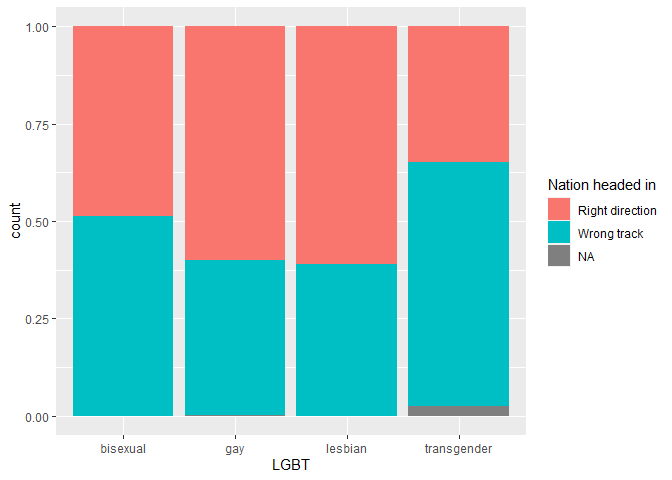 1.00
0.75
0.50
0.25
0.00
count
bisexual
gay
lesbian
transgender
LGBT
Nation headed in
Right direction
Wrong track
NA